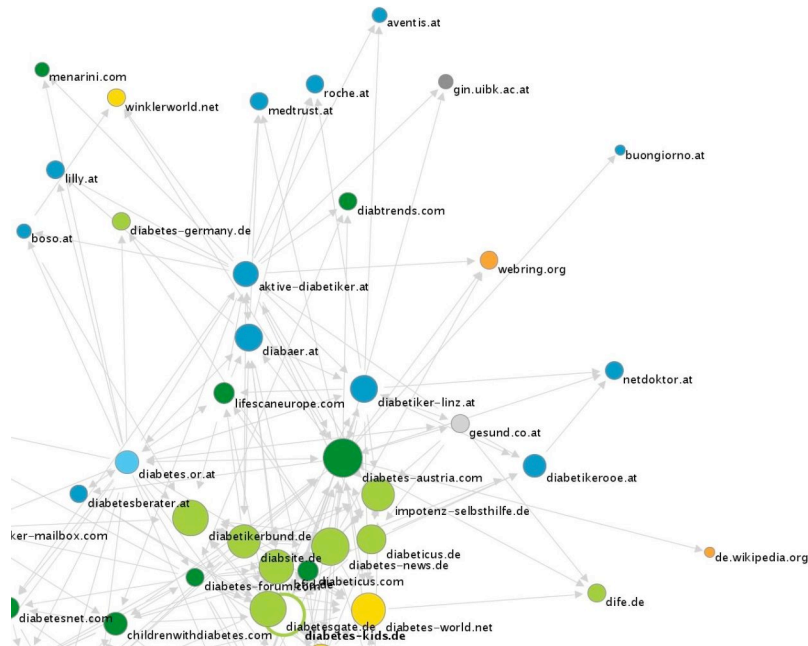 aventis.at
menarini.com
roche.at
gin.uibk.ac.at
winklerworld.net
medtrust.at
buongiorno.at
lilly.at
diabtrends.com
diabetes-germany.de
boso.at
webring.org
aktive-diabetiker.at
diabaer.at
netdoktor.at
lifescaneurope.com
diabetiker-linz.at
gesund.co.at
diabetes.or.at
diabetes-austria.com
diabetikerooe.at
diabetesberater.at
impotenz-selbsthilfe.de
ker-mailbox.com
diabetikerbund.de
diabsite.de
diabeticus.de
diabetes-news.de
de.wikipedia.org
diabetes-forum.com
diabeticus.com
dife.de
diabetesnet.com
childrenwithdiabetes.com
diabetesgate.de
diabetes-world.net
diabetes-kids.de